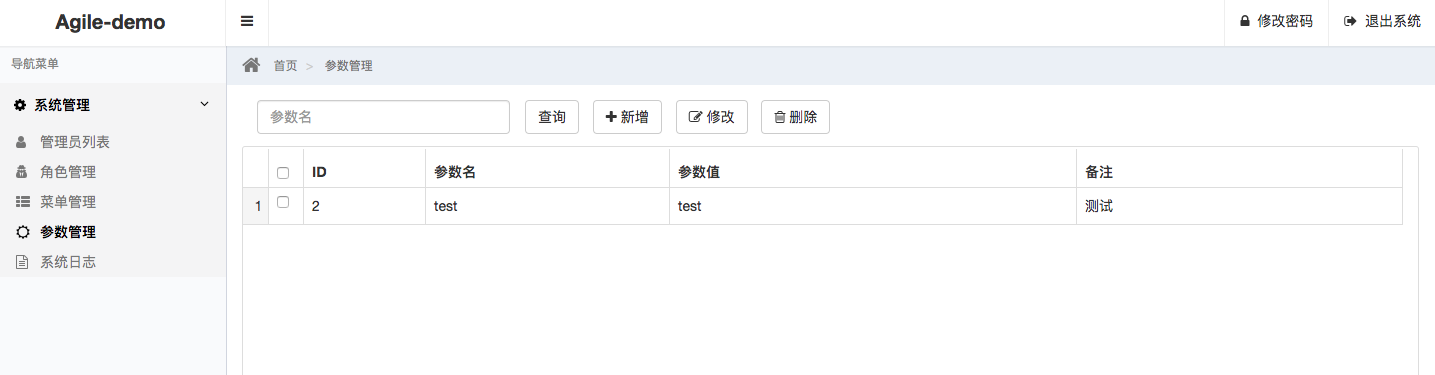 Agile-demo
修改密码
退出系统
导航菜单
首页 > 参数管理
系统管理
管理员列表
角色管理
菜单管理
参数管理
系统日志
参数名 查询 新增 修改 删除
ID 参数名 参数值 备注
1 2 test test 测试